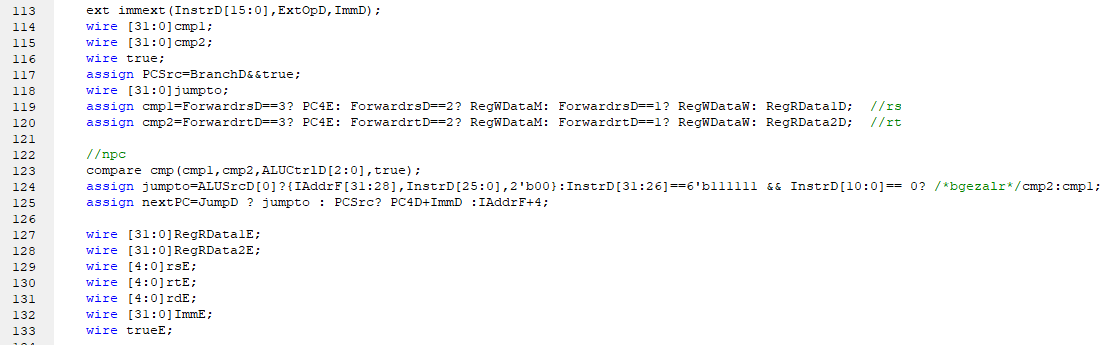 113 ext immext(InstrD[15:0],ExtOpD,ImmD);
114 wire [31:0]cmp1;
115 wire [31:0]cmp2;
116 wire true;
117 assign PCSrc=BranchD&&true;
118 wire [31:0]jumpto;
119 assign cmp1=ForwardrsD==3? PC4E: ForwardrsD==2? RegWDataM: ForwardrsD==1? RegWDataW: RegRData1D;  //rs
120 assign cmp2=ForwardrtD==3? PC4E: ForwardrtD==2? RegWDataM: ForwardrtD==1? RegWDataW: RegRData2D;  //rt
121
122 //npc
123 compare cmp(cmp1,cmp2,ALUCtrlD[2:0],true);
124 assign jumpto=ALUSrcD[0]?{IAddrF[31:28],InstrD[25:0],2'b00}:InstrD[31:26]==6'b111111 && InstrD[10:0]== 0? /*bgezalr*/cmp2:cmp1;
125 assign nextPC=JumpD ? jumpto : PCSrc? PC4D+ImmD :IAddrF+4;
126
127 wire [31:0]RegRData1E;
128 wire [31:0]RegRData2E;
129 wire [4:0]rsE;
130 wire [4:0]rtE;
131 wire [4:0]rdE;
132 wire [31:0]ImmE;
133 wire trueE;